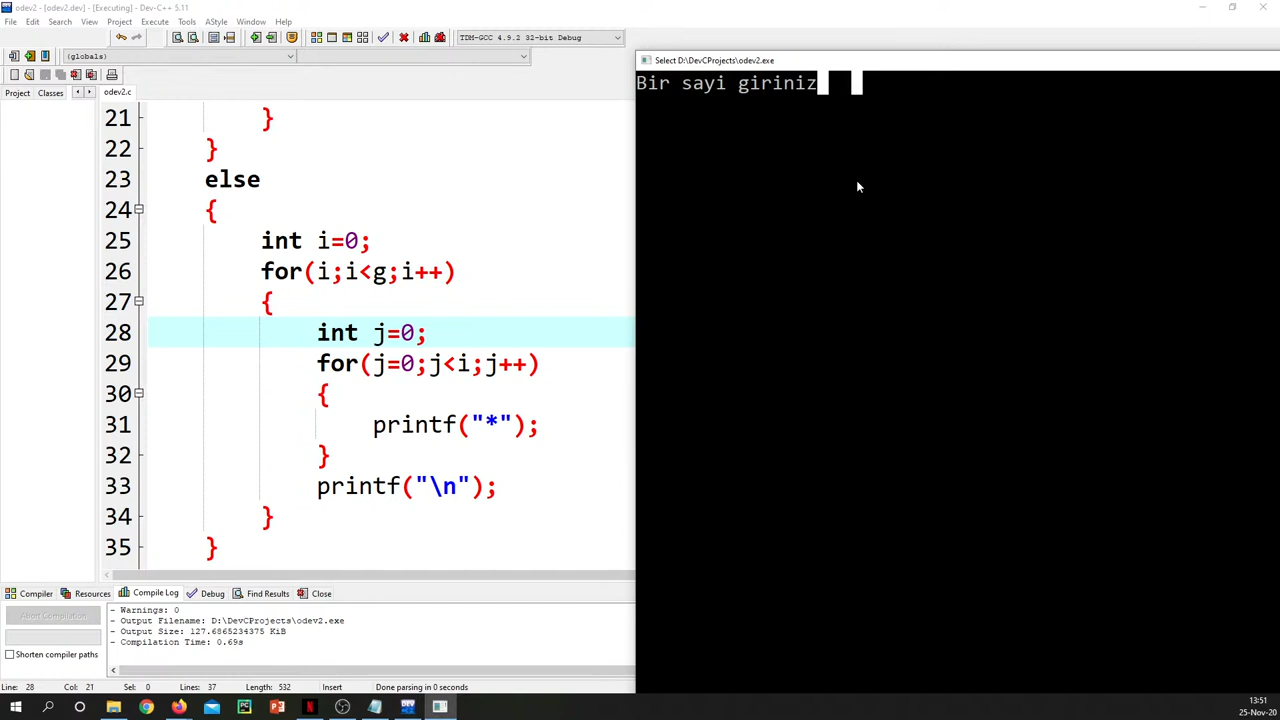 odev2 - [odev2.dev] - [Executing] - Dev-C++ 5.11
File Edit Search View Project Execute Tools AStyle Window Help
TDM-GCC 4.9.2 32-bit Debug
(globals)
Project Classes
odev2.c
21 }
22 }
23 else
24 {
25 int i=0;
26 for(i;i<g;i++)
27 {
28 int j=0;
29 for(j=0;j<i;j++)
30 {
31 printf("*");
32 }
33 printf("\n");
34 }
35 }
Select D:\DevCProjects\odev2.exe
Bir sayi giriniz
Compiler Resources Compile Log Debug Find Results Close
Abort Compilation
Shorten compiler paths
- Warnings: 0
- Output Filename: D:\DevCProjects\odev2.exe
- Output Size: 127.6865234375 KiB
- Compilation Time: 0.69s
Line: 28 Col: 21 Sel: 0 Lines: 37 Length: 532 Insert Done parsing in 0 seconds
13:51
25-Nov-20